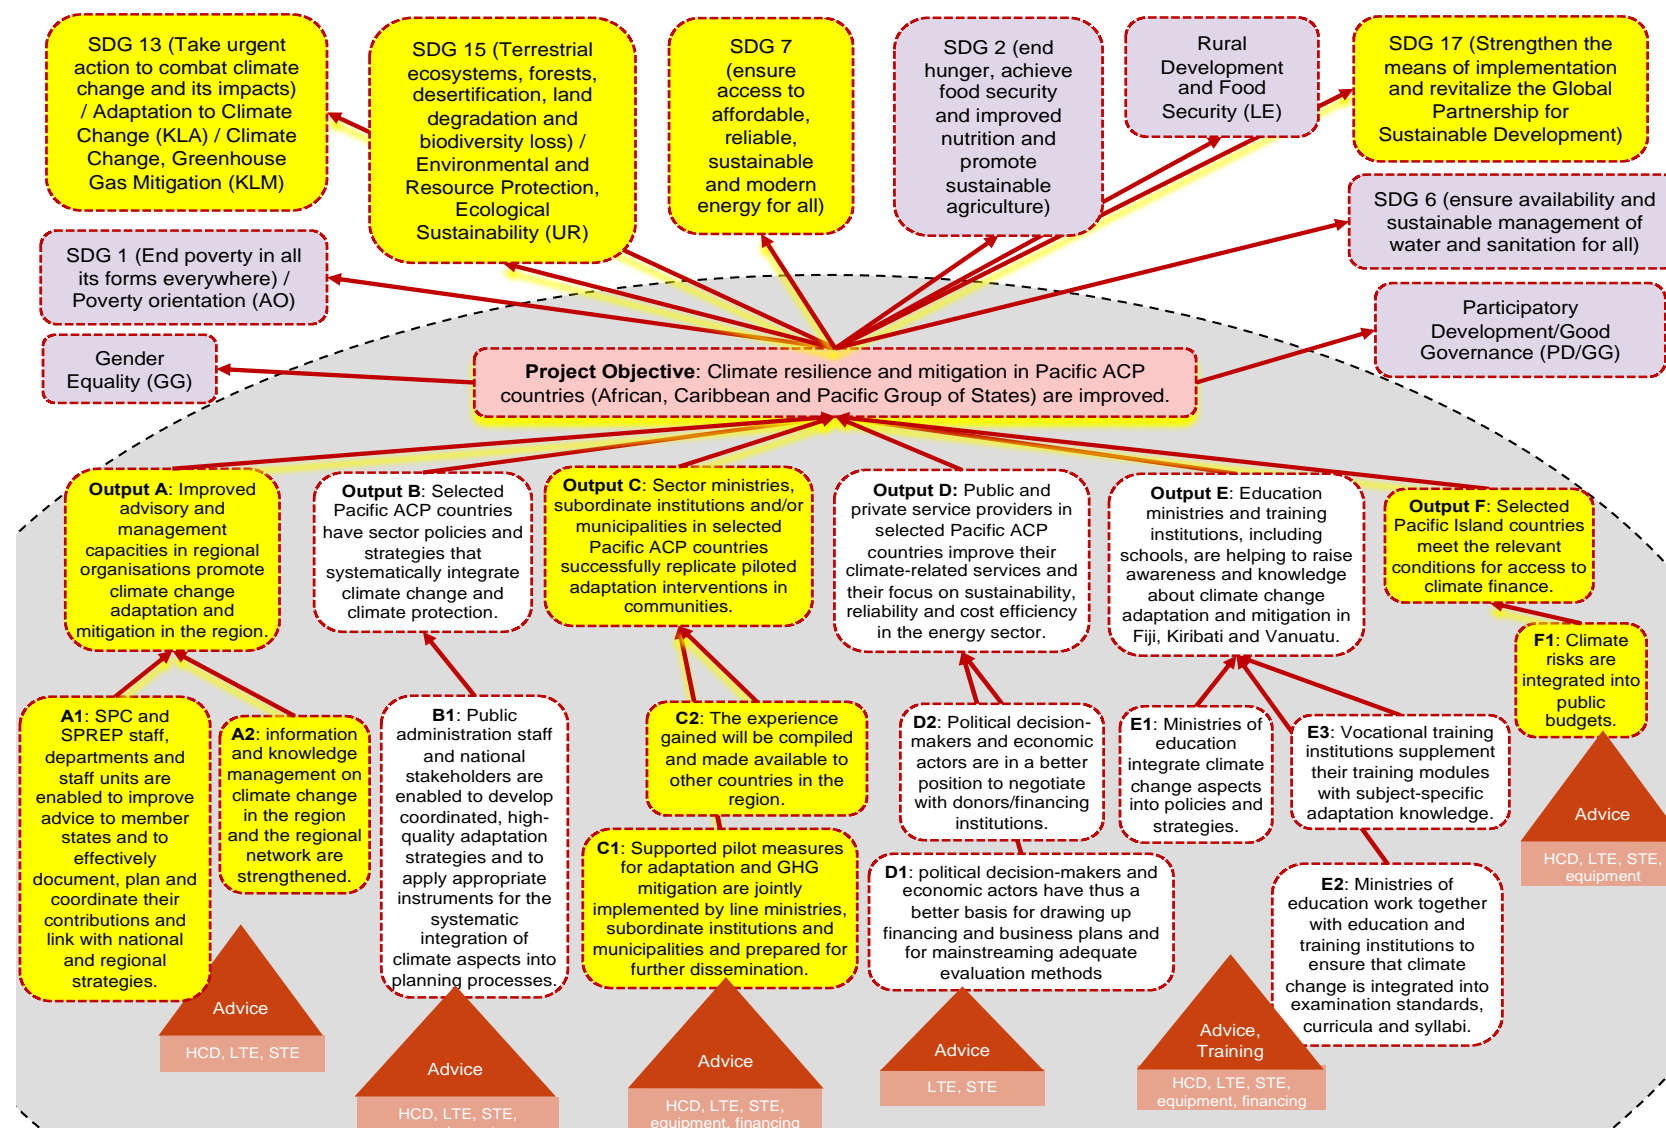 SDG 13 (Take urgent
action to combat climate
change and its impacts)
/ Adaptation to Climate
Change (KLA) / Climate
Change, Greenhouse
Gas Mitigation (KLM)
SDG 15 (Terrestrial
ecosystems, forests,
desertification, land
degradation and
biodiversity loss) /
Environmental and
Resource Protection,
Ecological
Sustainability (UR)
SDG 7
(ensure
access to
affordable,
reliable,
sustainable
and modern
energy for all)
SDG 2 (end
hunger, achieve
food security
and improved
nutrition and
promote
sustainable
agriculture)
Rural
Development
and Food
Security (LE)
SDG 17 (Strengthen the
means of implementation
and revitalize the Global
Partnership for
Sustainable Development)
SDG 6 (ensure availability and
sustainable management of
water and sanitation for all)
SDG 1 (End poverty in all
its forms everywhere) /
Poverty orientation (AO)
Participatory
Development/Good
Governance (PD/GG)
Gender
Equality (GG)
Project Objective: Climate resilience and mitigation in Pacific ACP
countries (African, Caribbean and Pacific Group of States) are improved.
Output A: Improved
advisory and
management
capacities in regional
organisations promote
climate change
adaptation and
mitigation in the region.
Output B: Selected
Pacific ACP countries
have sector policies and
strategies that
systematically integrate
climate change and
climate protection.
Output C: Sector ministries,
subordinate institutions and/or
municipalities in selected
Pacific ACP countries
successfully replicate piloted
adaptation interventions in
communities.
Output D: Public and
private service providers in
selected Pacific ACP
countries improve their
climate-related services and
their focus on sustainability,
reliability and cost efficiency
in the energy sector.
Output E: Education
ministries and training
institutions, including
schools, are helping to raise
awareness and knowledge
about climate change
adaptation and mitigation in
Fiji, Kiribati and Vanuatu.
Output F: Selected
Pacific Island countries
meet the relevant
conditions for access to
climate finance.
F1: Climate
risks are
integrated into
public
budgets.
A1: SPC and
SPREP staff,
departments and
staff units are
enabled to improve
advice to member
states and to
effectively
document, plan and
coordinate their
contributions and
link with national
and regional
strategies.
A2: information
and knowledge
management on
climate change
in the region
and the regional
network are
strengthened.
B1: Public
administration staff
and national
stakeholders are
enabled to develop
coordinated, high-
quality adaptation
strategies and to
apply appropriate
instruments for the
systematic
integration of
climate aspects into
planning processes.
C2: The experience
gained will be compiled
and made available to
other countries in the
region.
C1: Supported pilot measures
for adaptation and GHG
mitigation are jointly
implemented by line ministries,
subordinate institutions and
municipalities and prepared for
further dissemination.
D2: Political decision-
makers and economic
actors are in a better
position to negotiate
with donors/financing
institutions.
D1: political decision-makers and
economic actors have thus a
better basis for drawing up
financing and business plans and
for mainstreaming adequate
evaluation methods
E1: Ministries of
education
integrate climate
change aspects
into policies and
strategies.
E3: Vocational training
institutions supplement
their training modules
with subject-specific
adaptation knowledge.
E2: Ministries of
education work together
with education and
training institutions to
ensure that climate
change is integrated into
examination standards,
curricula and syllabi.
Advice
HCD, LTE, STE,
equipment
Advice
HCD, LTE, STE
Advice
HCD, LTE, STE,
Advice
HCD, LTE, STE,
equipment, financing
Advice
LTE, STE
Advice,
Training
HCD, LTE, STE,
equipment, financing